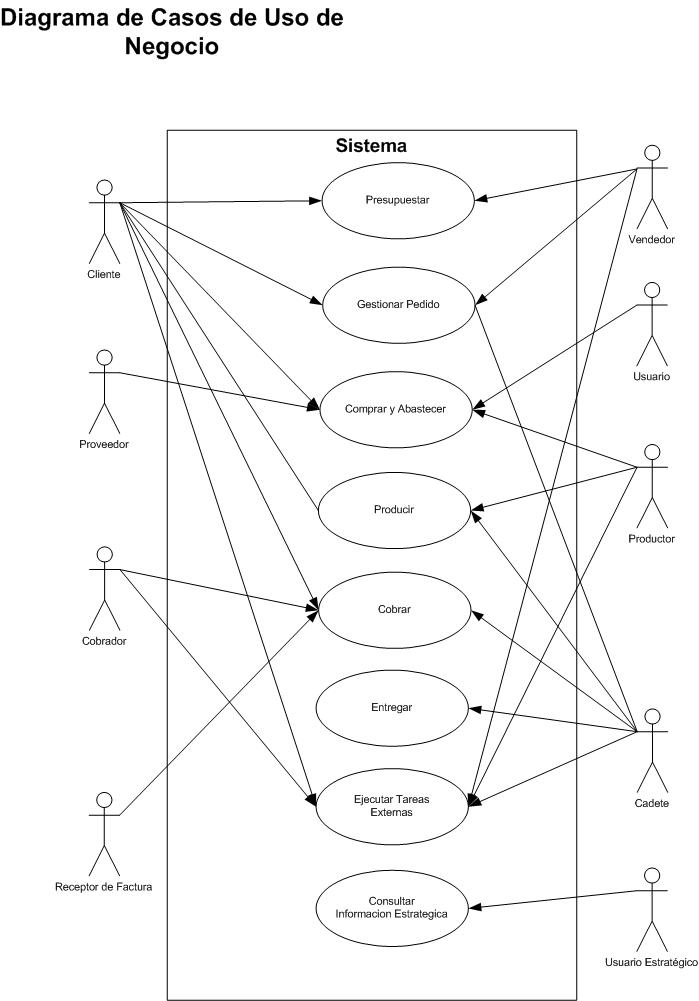 Diagrama de Casos de Uso de
Negocio
Sistema
Presupuestar
Cliente
Vendedor
Gestionar Pedido
Usuario
Comprar y Abastecer
Proveedor
Producir
Productor
Cobrar
Cobrador
Entregar
Ejecutar Tareas
Externas
Cadete
Receptor de Factura
Consultar
Informacion Estrategica
Usuario Estratégico